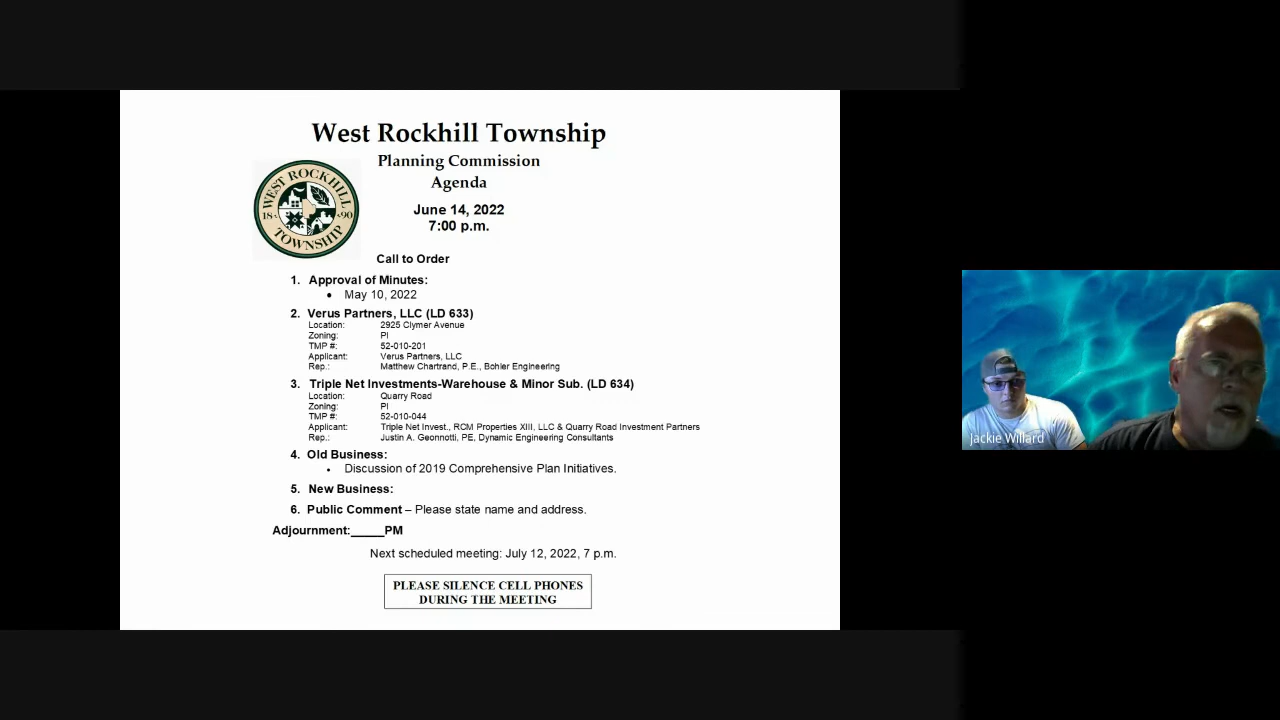 West Rockhill Township
Planning Commission
Agenda
WEST ROCKHILL
18 90
TOWNSHIP
June 14, 2022
7:00 p.m.
Call to Order
1. Approval of Minutes:
• May 10, 2022
2. Verus Partners, LLC (LD 633)
Location: 2925 Clymer Avenue
Zoning: PI
TMP #: 52-010-201
Applicant: Verus Partners, LLC
Rep.: Matthew Chartrand, P.E., Bohler Engineering
3. Triple Net Investments-Warehouse & Minor Sub. (LD 634)
Location: Quarry Road
Zoning: PI
TMP #: 52-010-044
Applicant: Triple Net Invest., RCM Properties XIII, LLC & Quarry Road Investment Partners
Rep.: Justin A. Geonnotti, PE, Dynamic Engineering Consultants
4. Old Business:
• Discussion of 2019 Comprehensive Plan Initiatives.
5. New Business:
6. Public Comment – Please state name and address.
Adjournment:_____PM
Next scheduled meeting: July 12, 2022, 7 p.m.
PLEASE SILENCE CELL PHONES
DURING THE MEETING
Jackie Willard